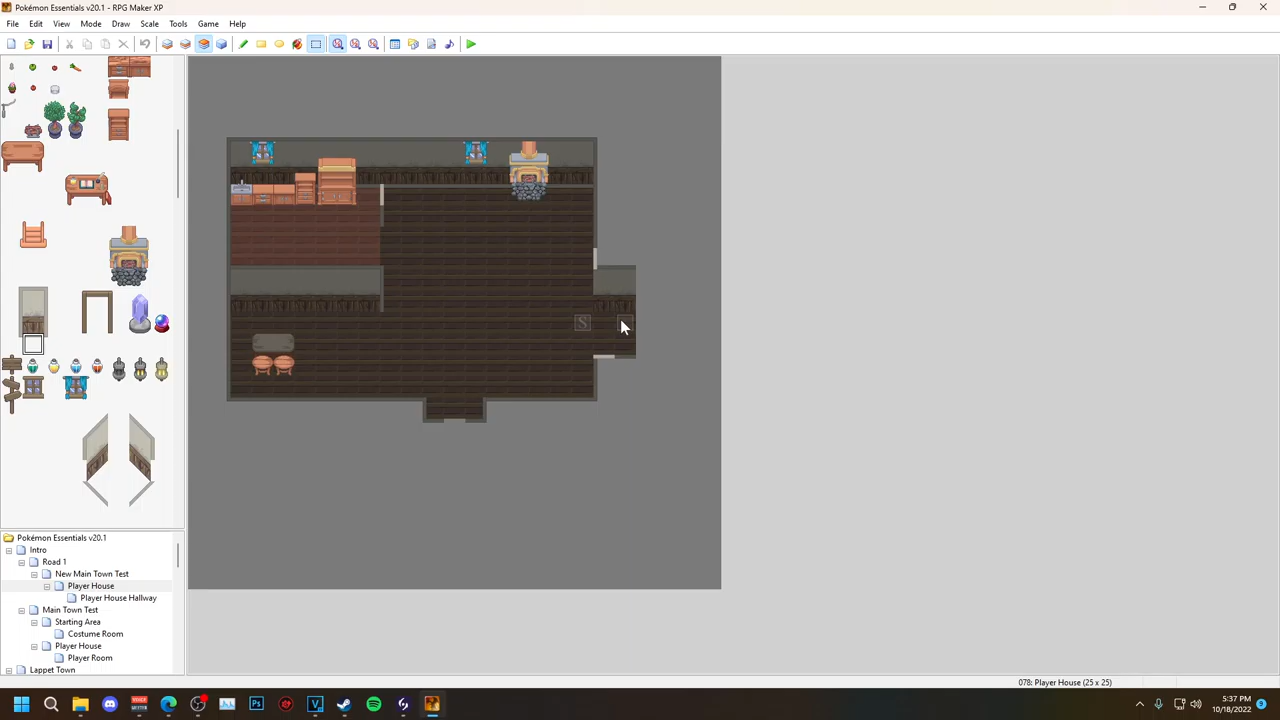 Pokémon Essentials v20.1 - RPG Maker XP
File Edit View Mode Draw Scale Tools Game Help
S
Pokémon Essentials v20.1
Intro
Road 1
New Main Town Test
Player House
Player House Hallway
Main Town Test
Starting Area
Costume Room
Player House
Player Room
Lappet Town
078: Player House (25 x 25)
5:37 PM
10/18/2022